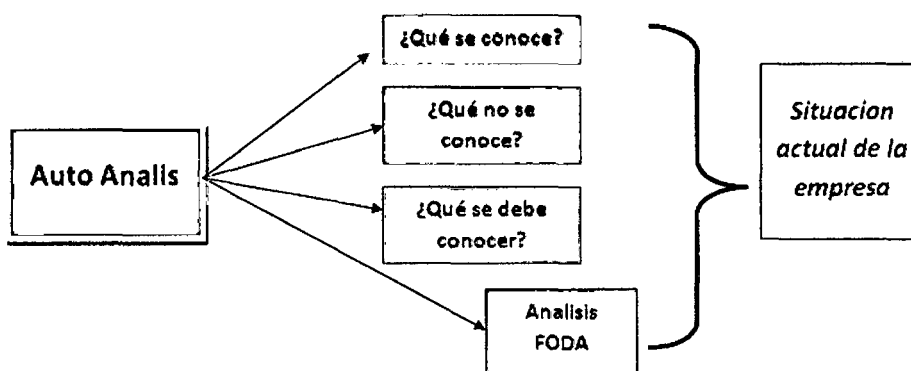 Auto Analis
¿Qué se conoce?
¿Qué no se
conoce?
¿Qué se debe
conocer?
Analisis
FODA
Situacion
actual de la
empresa